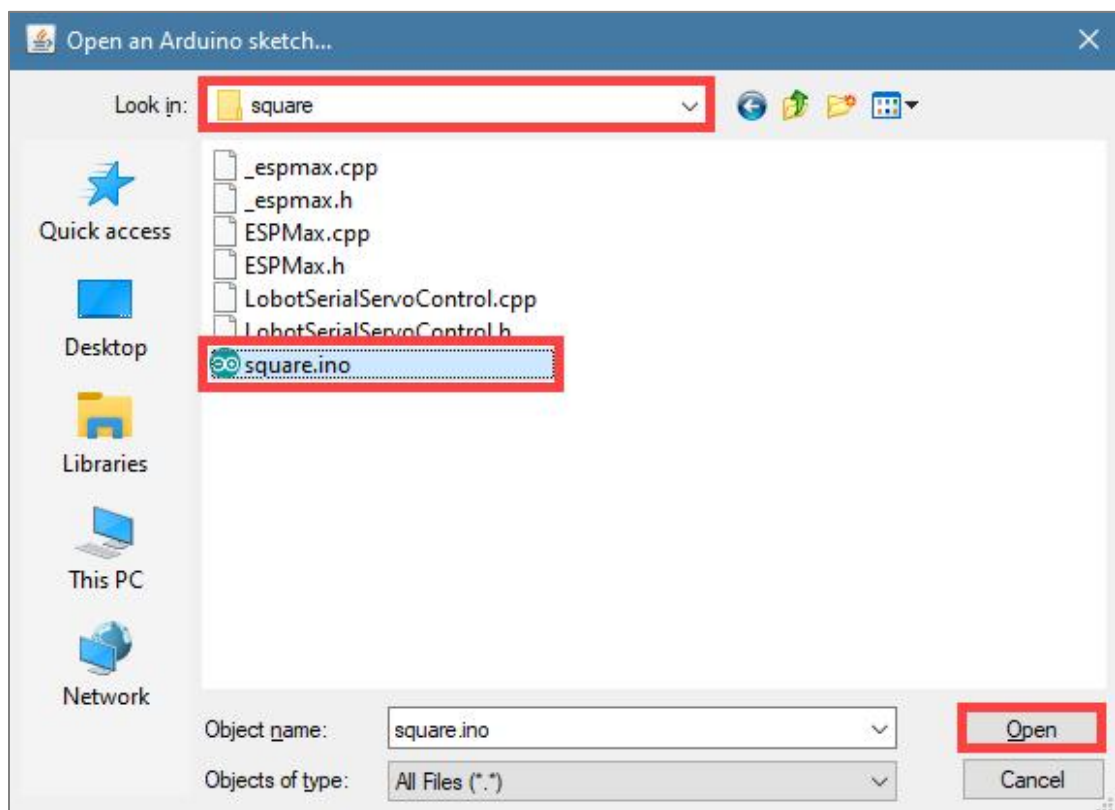 Open an Arduino sketch...
Look in: square
_espmax.cpp
_espmax.h
ESPMax.cpp
ESPMax.h
LobotSerialServoControl.cpp
LobotSerialServoControl.h
square.ino
Quick access
Desktop
Libraries
This PC
Network
Object name: square.ino Open
Objects of type: All Files (*.*) Cancel